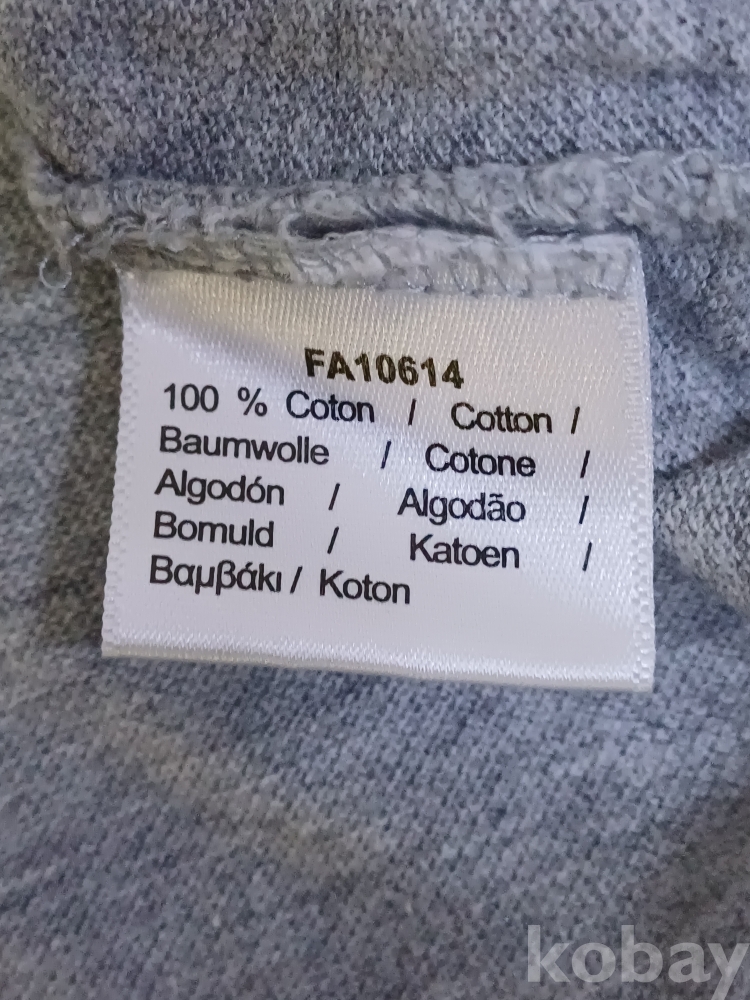 FA10614
100 % Coton / Cotton /
Baumwolle / Cotone /
Algodón / Algodão /
Bomuld / Katoen /
Βαμβάκι / Koton
kobay